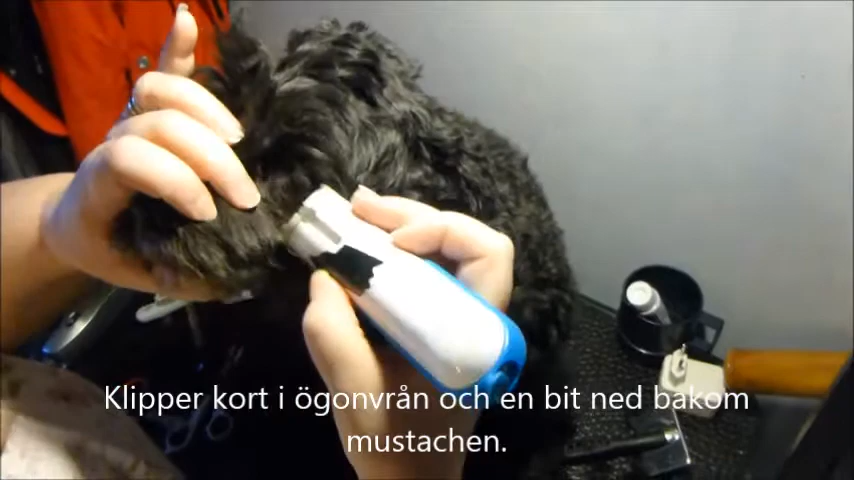 Klipper kort i ögonvrån och en bit ned bakom
mustachen.